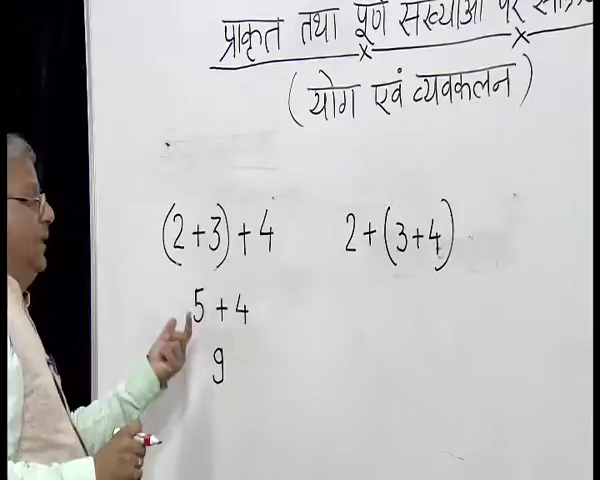 प्राकृत तथा पूर्ण संख्याओं पर
(योग एवं व्यवकलन)
(2+3)+4 2+(3+4)
5+4
9